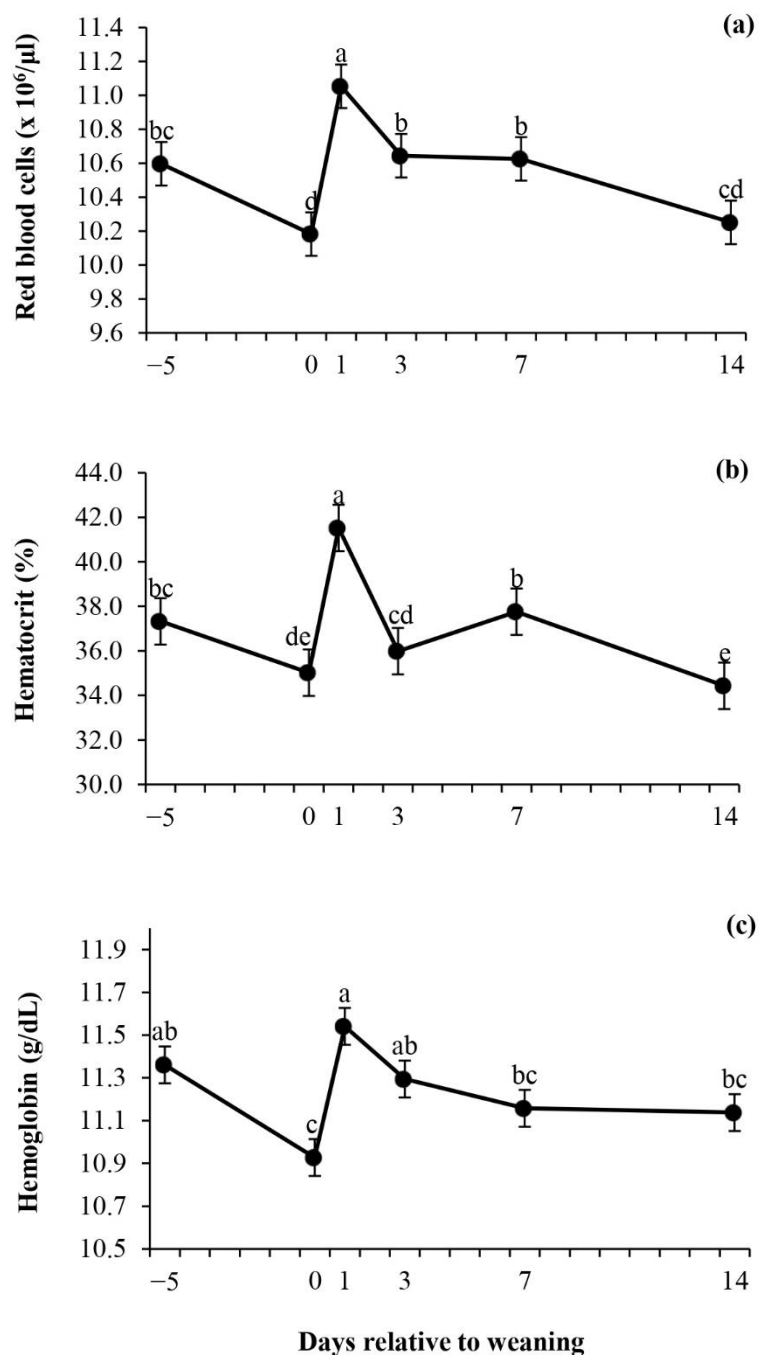 (a)
Red blood cells (x 10⁶/µl)
11.4
11.2
11.0
10.8
10.6
10.4
10.2
10.0
9.8
9.6
bc
d
a
b
b
cd
−5 0 1 3 7 14
(b)
Hematocrit (%)
44.0
42.0
40.0
38.0
36.0
34.0
32.0
30.0
bc
de
a
cd
b
e
−5 0 1 3 7 14
(c)
Hemoglobin (g/dL)
11.9
11.7
11.5
11.3
11.1
10.9
10.7
10.5
ab
c
a
ab
bc
bc
−5 0 1 3 7 14
Days relative to weaning